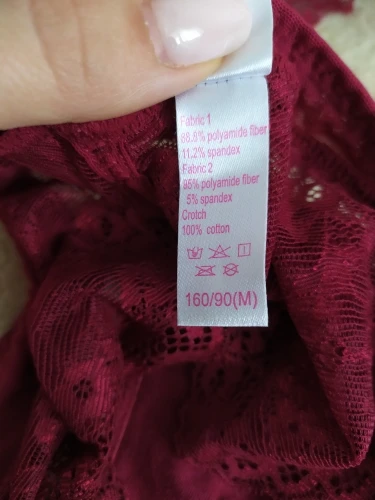 Fabric 1
88.8% polyamide fiber
11.2% spandex
Fabric 2
95% polyamide fiber
5% spandex
Crotch
100% cotton
160/90(M)